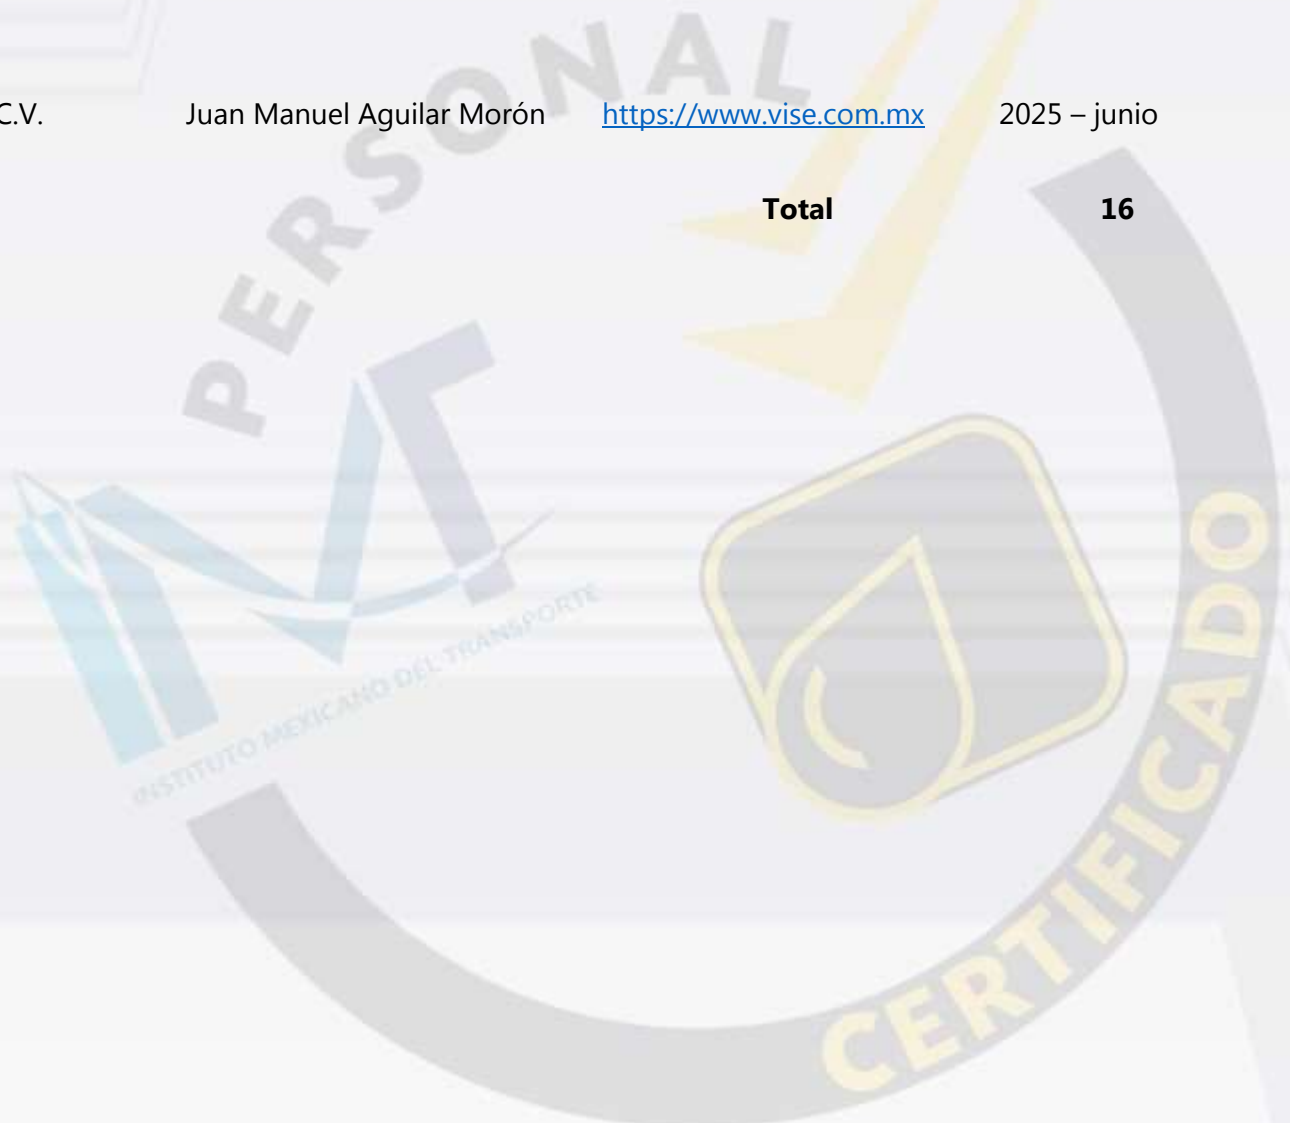 C.V. Juan Manuel Aguilar Morón https://www.vise.com.mx 2025 – junio
Total 16
PERSONAL
INSTITUTO MEXICANO DEL TRANSPORTE
CERTIFICADO